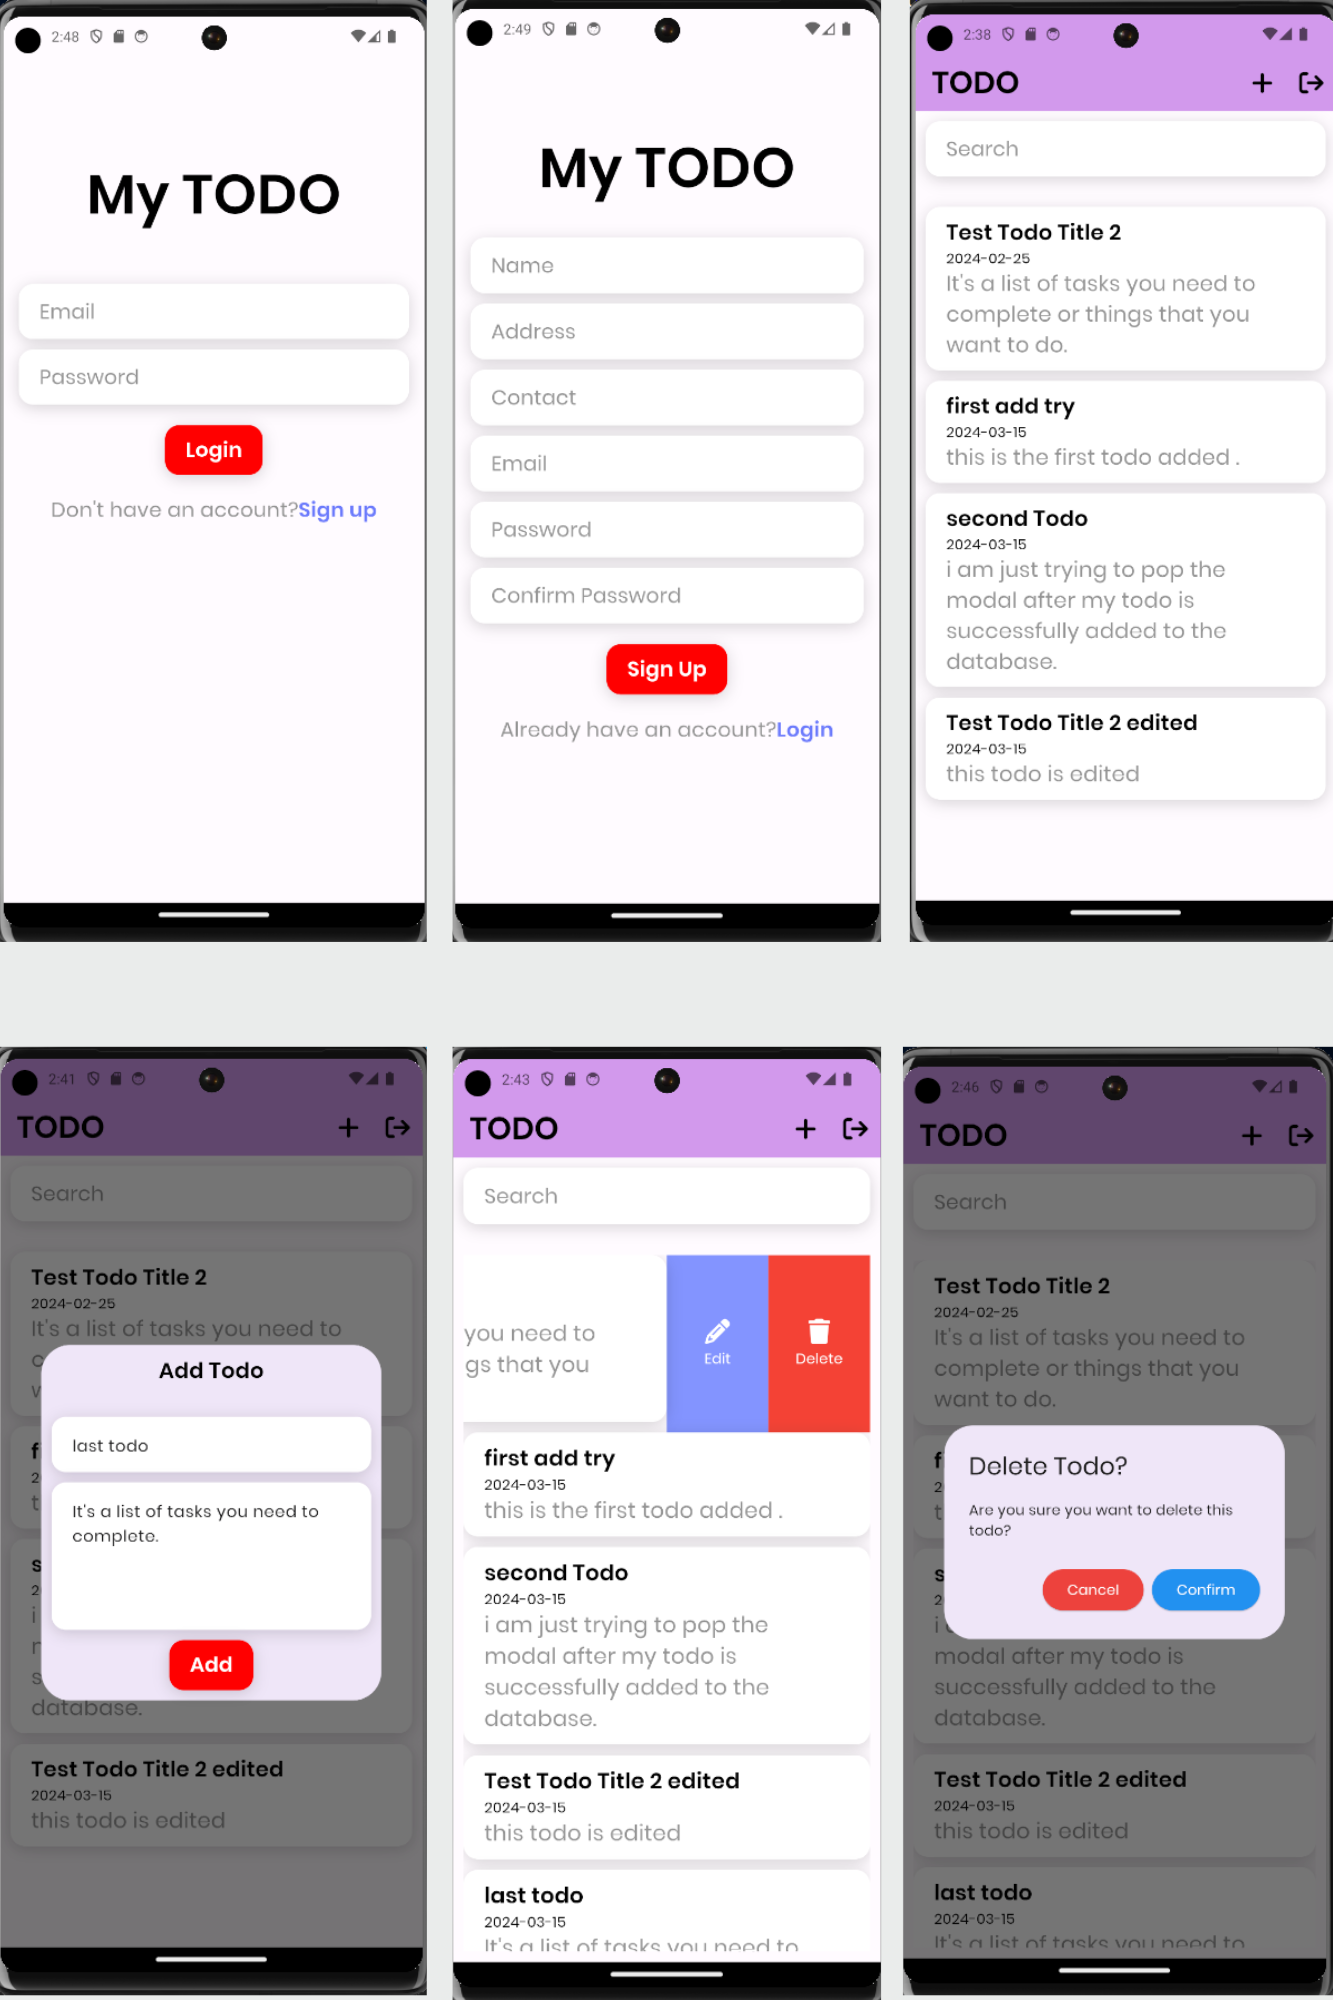 2:48
My TODO
Email
Password
Login
Don't have an account?Sign up
2:49
My TODO
Name
Address
Contact
Email
Password
Confirm Password
Sign Up
Already have an account?Login
2:38
TODO
Search
Test Todo Title 2
2024-02-25
It's a list of tasks you need to
complete or things that you
want to do.
first add try
2024-03-15
this is the first todo added .
second Todo
2024-03-15
i am just trying to pop the
modal after my todo is
successfully added to the
database.
Test Todo Title 2 edited
2024-03-15
this todo is edited
2:41
TODO
Search
Test Todo Title 2
2024-02-25
It's a list of tasks you need to
Add Todo
last todo
It's a list of tasks you need to
complete.
Add
database.
Test Todo Title 2 edited
2024-03-15
this todo is edited
2:43
TODO
Search
you need to
gs that you
Edit
Delete
first add try
2024-03-15
this is the first todo added .
second Todo
2024-03-15
i am just trying to pop the
modal after my todo is
successfully added to the
database.
Test Todo Title 2 edited
2024-03-15
this todo is edited
last todo
2024-03-15
It's a list of tasks you need to
2:46
TODO
Search
Test Todo Title 2
2024-02-25
It's a list of tasks you need to
complete or things that you
want to do.
Delete Todo?
Are you sure you want to delete this
todo?
Cancel
Confirm
modal after my todo is
successfully added to the
database.
Test Todo Title 2 edited
2024-03-15
this todo is edited
last todo
2024-03-15
It's a list of tasks you need to